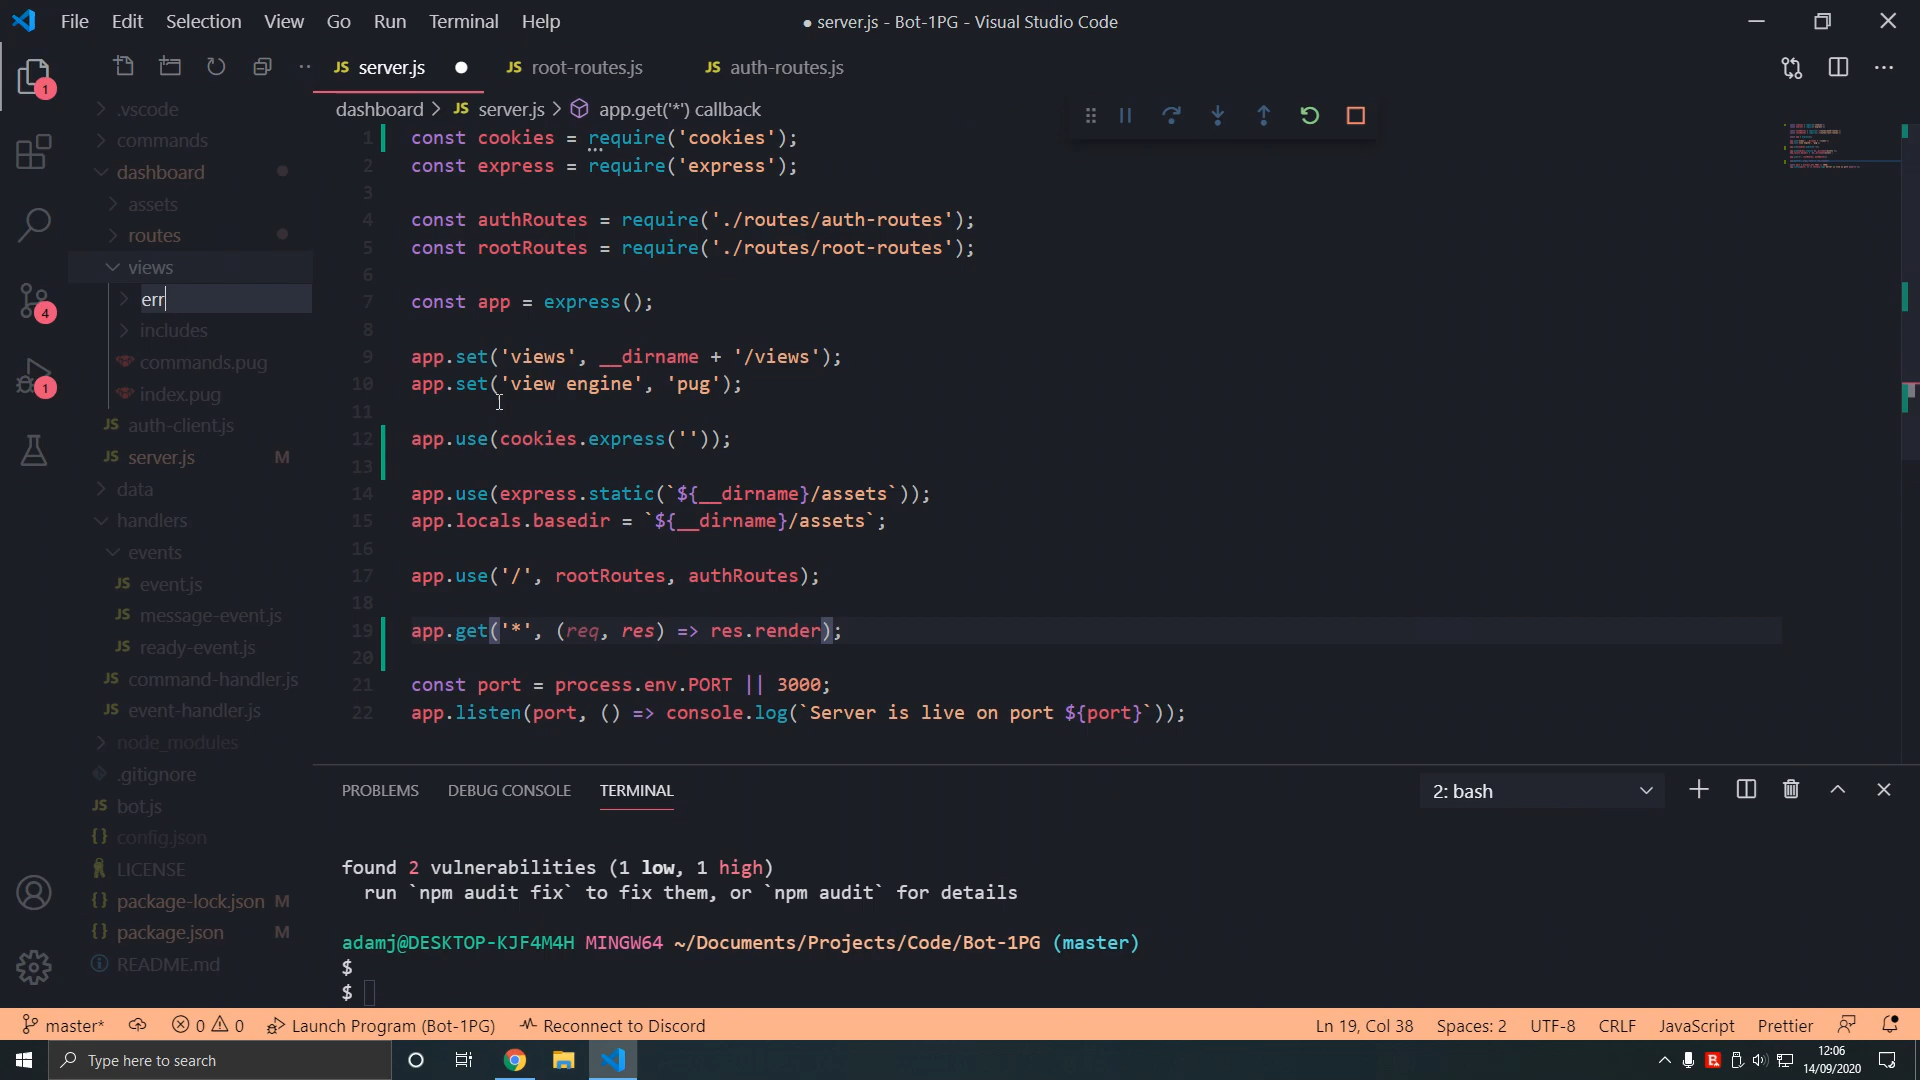 File Edit Selection View Go Run Terminal Help
● server.js - Bot-1PG - Visual Studio Code
JS server.js ●
JS root-routes.js
JS auth-routes.js
dashboard > JS server.js > app.get('*') callback
1
4
1
.vscode
commands
dashboard
assets
routes
views
err
includes
commands.pug
index.pug
JS auth-client.js
JS server.js M
data
handlers
events
JS event.js
JS message-event.js
JS ready-event.js
JS command-handler.js
JS event-handler.js
node_modules
.gitignore
JS bot.js
{} config.json
LICENSE
{} package-lock.json M
{} package.json M
README.md
1 const cookies = require('cookies');
2 const express = require('express');
3
4 const authRoutes = require('./routes/auth-routes');
5 const rootRoutes = require('./routes/root-routes');
6
7 const app = express();
8
9 app.set('views', __dirname + '/views');
10 app.set('view engine', 'pug');
11
12 app.use(cookies.express(''));
13
14 app.use(express.static(`${__dirname}/assets`));
15 app.locals.basedir = `${__dirname}/assets`;
16
17 app.use('/', rootRoutes, authRoutes);
18
19 app.get('*', (req, res) => res.render);
20
21 const port = process.env.PORT || 3000;
22 app.listen(port, () => console.log(`Server is live on port ${port}`));
PROBLEMS DEBUG CONSOLE TERMINAL
2: bash
found 2 vulnerabilities (1 low, 1 high)
run `npm audit fix` to fix them, or `npm audit` for details
adamj@DESKTOP-KJF4M4H MINGW64 ~/Documents/Projects/Code/Bot-1PG (master)
$
$
master* 0 0 Launch Program (Bot-1PG) Reconnect to Discord
Ln 19, Col 38 Spaces: 2 UTF-8 CRLF JavaScript Prettier
Type here to search
12:06
14/09/2020